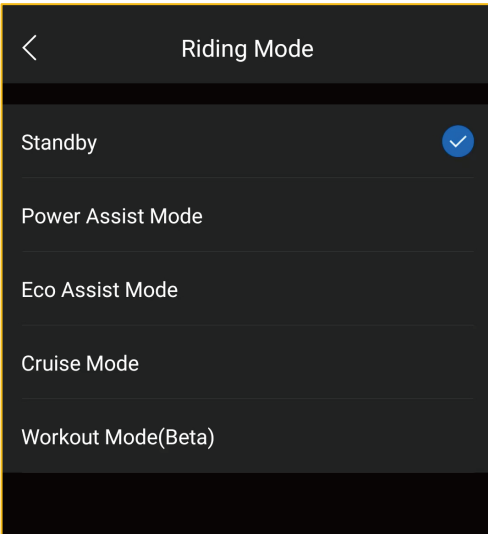 Riding Mode
Standby
Power Assist Mode
Eco Assist Mode
Cruise Mode
Workout Mode(Beta)